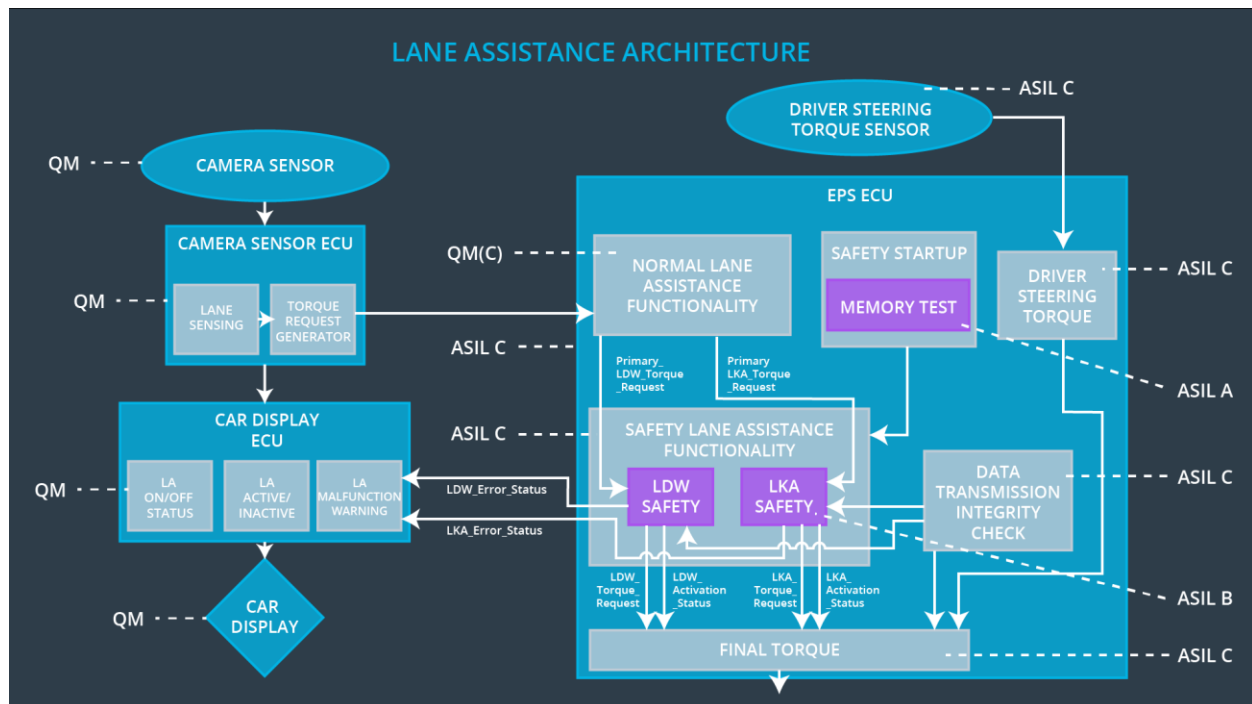 LANE ASSISTANCE ARCHITECTURE
ASIL C
DRIVER STEERING
TORQUE SENSOR
QM
CAMERA SENSOR
EPS ECU
CAMERA SENSOR ECU
QM(C)
NORMAL LANE
ASSISTANCE
FUNCTIONALITY
SAFETY STARTUP
MEMORY TEST
DRIVER
STEERING
TORQUE
ASIL C
QM
LANE
SENSING
TORQUE
REQUEST
GENERATOR
ASIL C
Primary_
LDW_Torque
_Request
Primary
LKA_Torque
_Request
ASIL A
CAR DISPLAY
ECU
ASIL C
SAFETY LANE ASSISTANCE
FUNCTIONALITY
QM
LA
ON/OFF
STATUS
LA
ACTIVE/
INACTIVE
LA
MALFUNCTION
WARNING
LDW_Error_Status
LKA_Error_Status
LDW
SAFETY
LKA
SAFETY
DATA
TRANSMISSION
INTEGRITY
CHECK
ASIL C
LDW_
Torque_
Request
LDW_
Activation
_Status
LKA_
Torque_
Request
LKA_
Activation
_Status
ASIL B
QM
CAR
DISPLAY
FINAL TORQUE
ASIL C